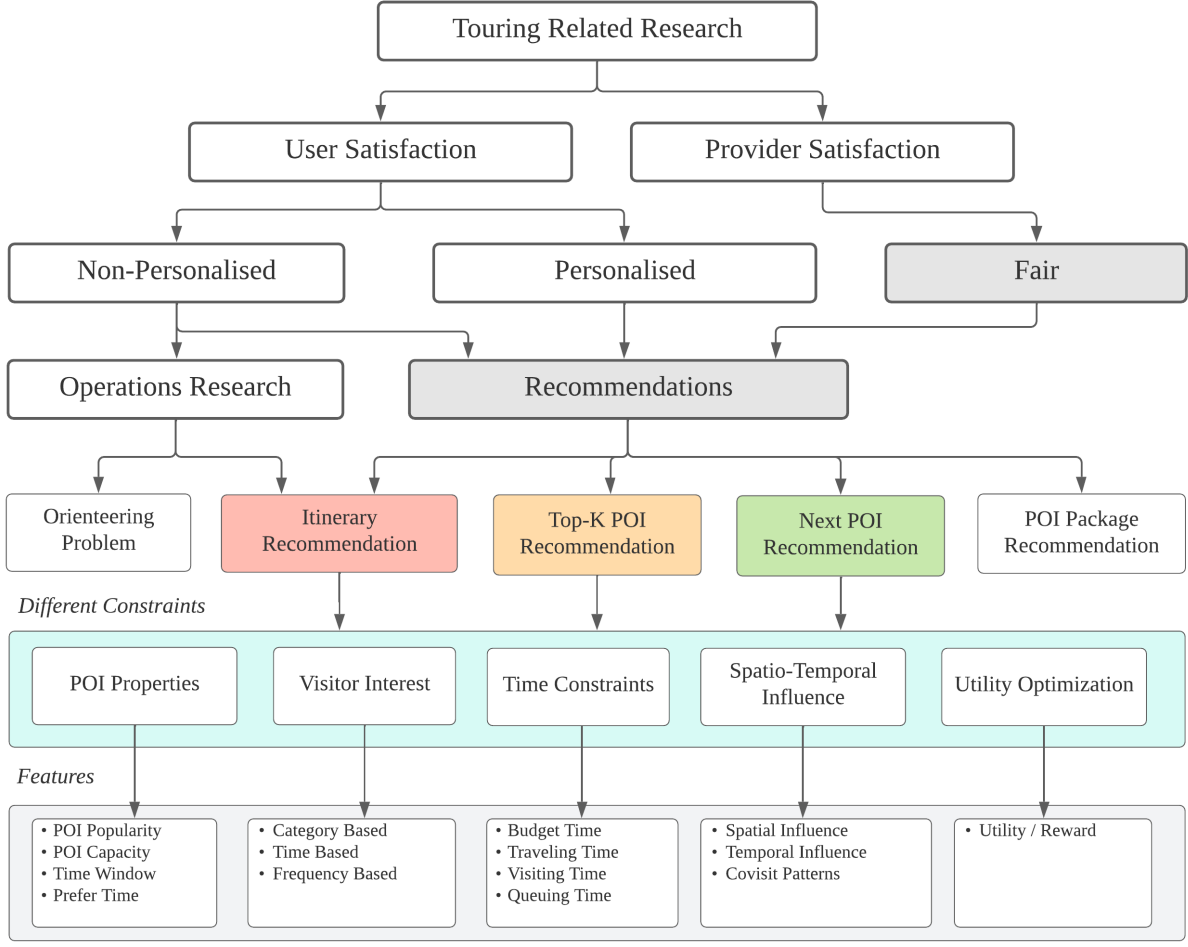 Touring Related Research
User Satisfaction
Provider Satisfaction
Non-Personalised
Personalised
Fair
Operations Research
Recommendations
Orienteering
Problem
Itinerary
Recommendation
Top-K POI
Recommendation
Next POI
Recommendation
POI Package
Recommendation
Different Constraints
POI Properties
Visitor Interest
Time Constraints
Spatio-Temporal
Influence
Utility Optimization
Features
• POI Popularity
• POI Capacity
• Time Window
• Prefer Time
• Category Based
• Time Based
• Frequency Based
• Budget Time
• Traveling Time
• Visiting Time
• Queuing Time
• Spatial Influence
• Temporal Influence
• Covisit Patterns
• Utility / Reward